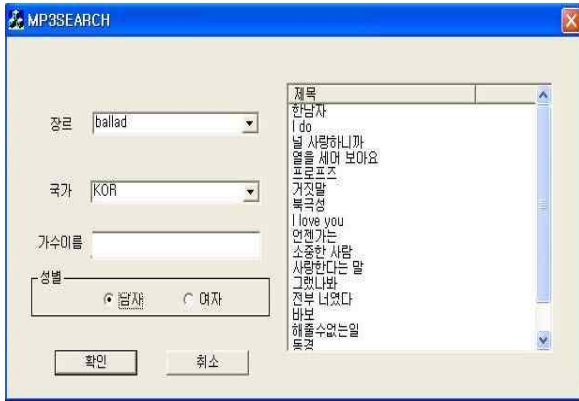 MP3SEARCH
장르
ballad
국가
KOR
가수이름
성별
남자
여자
확인
취소
제목
한남자
I do
널 사랑하니까
열을 세어 보아요
프로포즈
거짓말
북극성
I love you
언젠가는
소중한 사람
사랑한다는 말
그랬나봐
전부 너였다
바보
해줄수없는일
동경